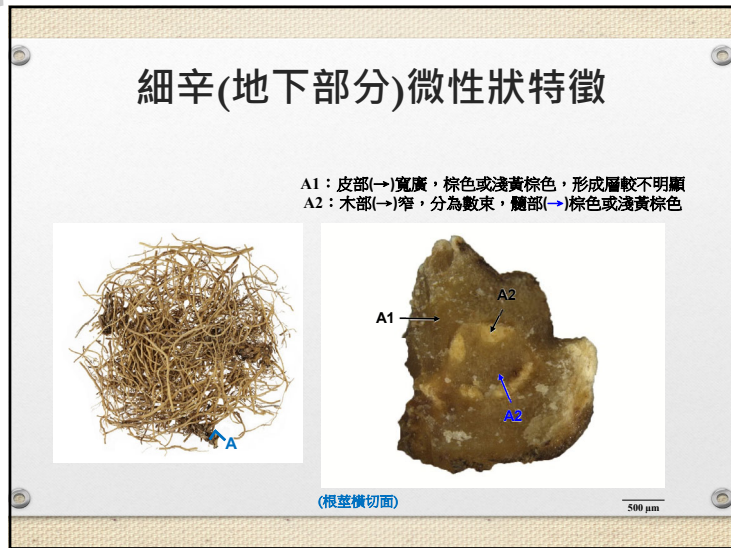 細辛(地下部分)微性狀特徵
A1：皮部(→)寬廣，棕色或淺黃棕色，形成層較不明顯
A2：木部(→)窄，分為數束，髓部(→)棕色或淺黃棕色
A
A2
A1
A2
(根莖橫切面)
500 μm